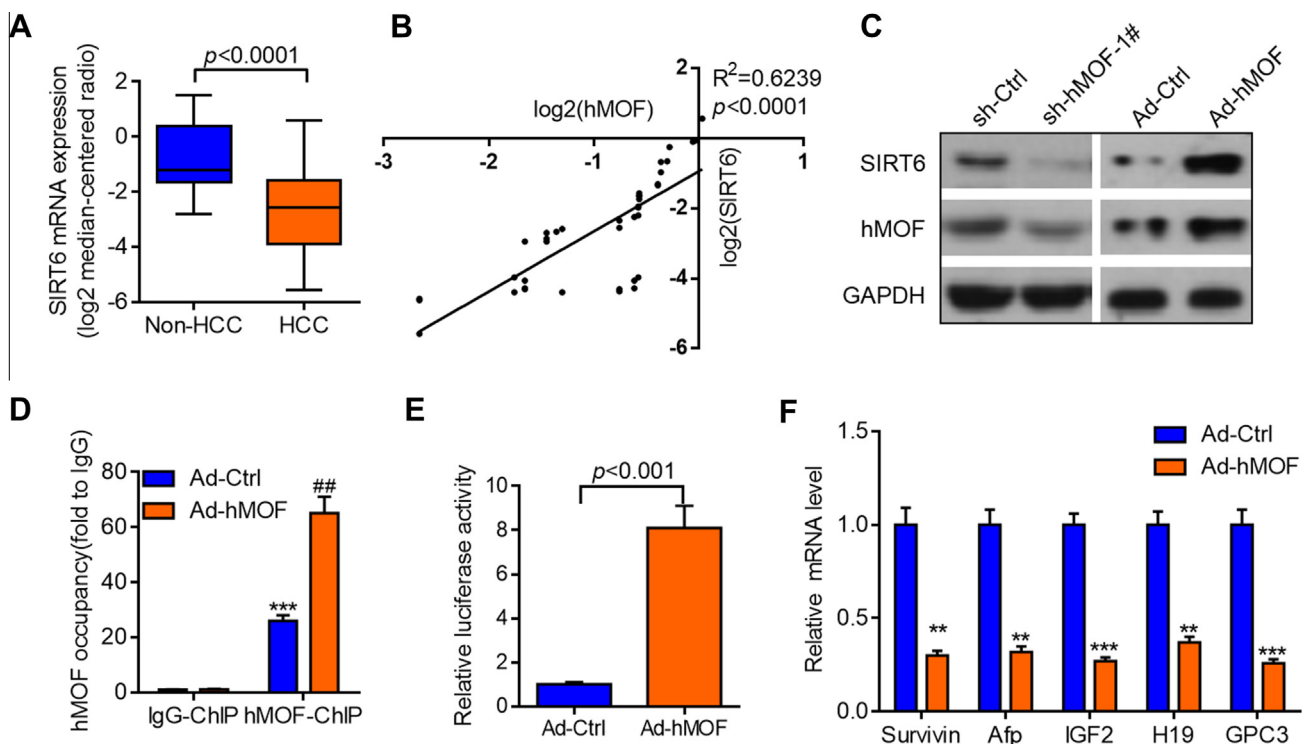 A
p<0.0001
SIRT6 mRNA expression
(log2 median-centered radio)
2
0
-2
-4
-6
Non-HCC
HCC
B
2
R²=0.6239
p<0.0001
log2(hMOF)
-3
-2
-1
1
-2
-4
-6
log2(SIRT6)
C
sh-Ctrl
sh-hMOF-1#
Ad-Ctrl
Ad-hMOF
SIRT6
hMOF
GAPDH
D
hMOF occupancy(fold to IgG)
80
60
40
20
0
Ad-Ctrl
Ad-hMOF
***
##
IgG-ChIP
hMOF-ChIP
E
Relative luciferase activity
10
8
6
4
2
0
p<0.001
Ad-Ctrl
Ad-hMOF
F
Relative mRNA level
1.5
1.0
0.5
0.0
Ad-Ctrl
Ad-hMOF
**
**
***
**
***
Survivin
Afp
IGF2
H19
GPC3